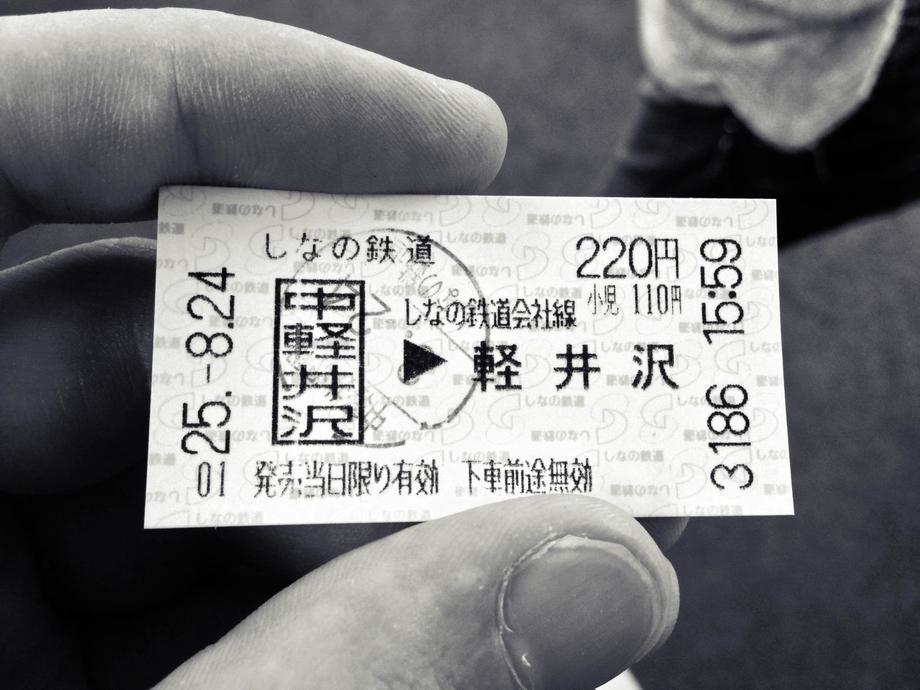 しなの鉄道
220円
小児 110円
中軽井沢
しなの鉄道会社線
▶軽井沢
発売当日限り有効 下車前途無効
25.-8.24
01
3186 15:59